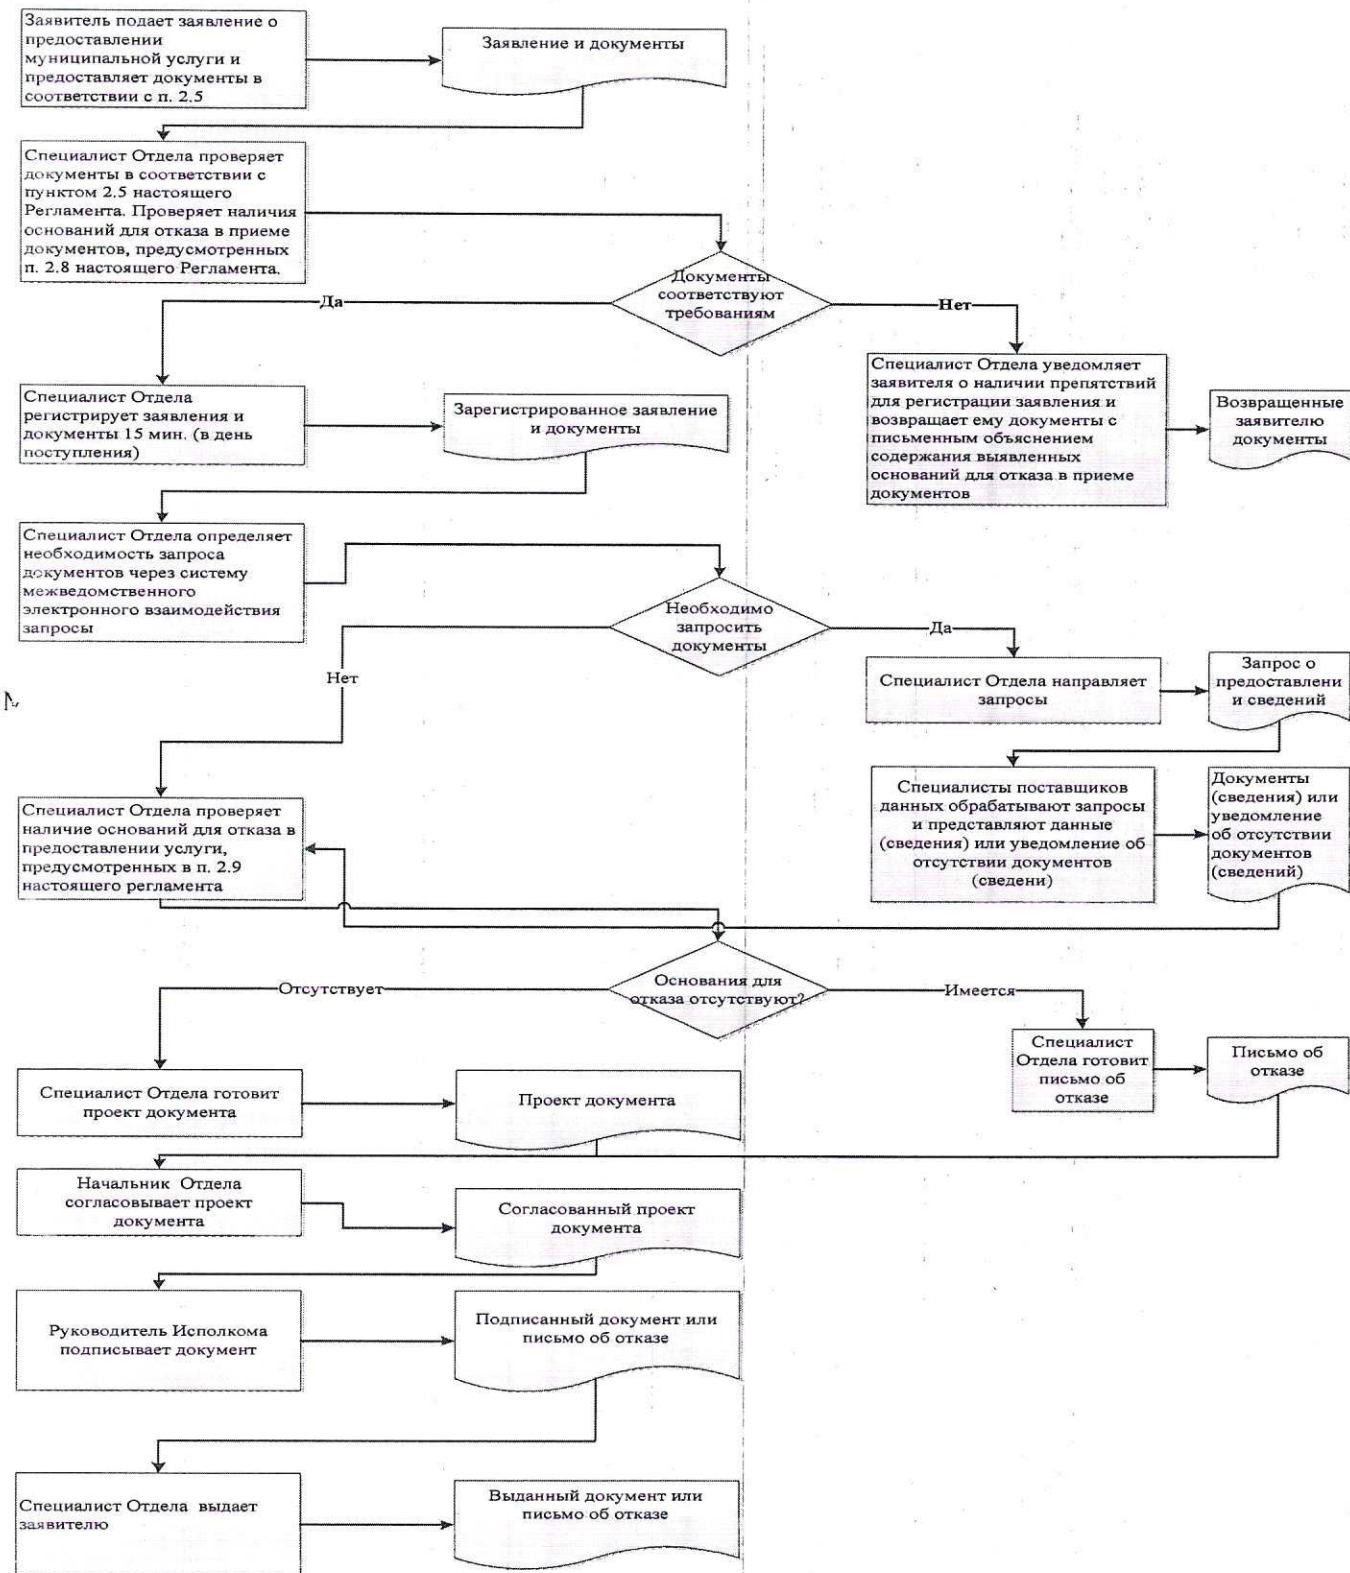 Заявитель подает заявление о
предоставлении
муниципальной услуги и
предоставляет документы в
соответствии с п. 2.5
Заявление и документы
Специалист Отдела проверяет
документы в соответствии с
пунктом 2.5 настоящего
Регламента. Проверяет наличия
оснований для отказа в приеме
документов, предусмотренных
п. 2.8 настоящего Регламента.
Документы
соответствуют
требованиям
Да
Нет
Специалист Отдела
регистрирует заявления и
документы 15 мин. (в день
поступления)
Зарегистрированное заявление
и документы
Специалист Отдела уведомляет
заявителя о наличии препятствий
для регистрации заявления и
возвращает ему документы с
письменным объяснением
содержания выявленных
оснований для отказа в приеме
документов
Возвращенные
заявителю
документы
Специалист Отдела определяет
необходимость запроса
документов через систему
межведомственного
электронного взаимодействия
запросы
Необходимо
запросить
документы
Да
Нет
Специалист Отдела направляет
запросы
Запрос о
предоставлени
и сведений
Специалисты поставщиков
данных обрабатывают запросы
и представляют данные
(сведения) или уведомление об
отсутствии документов
(сведени)
Документы
(сведения) или
уведомление
об отсутствии
документов
(сведений)
Специалист Отдела проверяет
наличие оснований для отказа в
предоставлении услуги,
предусмотренных в п. 2.9
настоящего регламента
Основания для
отказа отсутствуют?
Отсутствует
Имеется
Специалист
Отдела готовит
письмо об
отказе
Письмо об
отказе
Специалист Отдела готовит
проект документа
Проект документа
Начальник Отдела
согласовывает проект
документа
Согласованный проект
документа
Руководитель Исполкома
подписывает документ
Подписанный документ или
письмо об отказе
Специалист Отдела выдает
заявителю
Выданный документ или
письмо об отказе